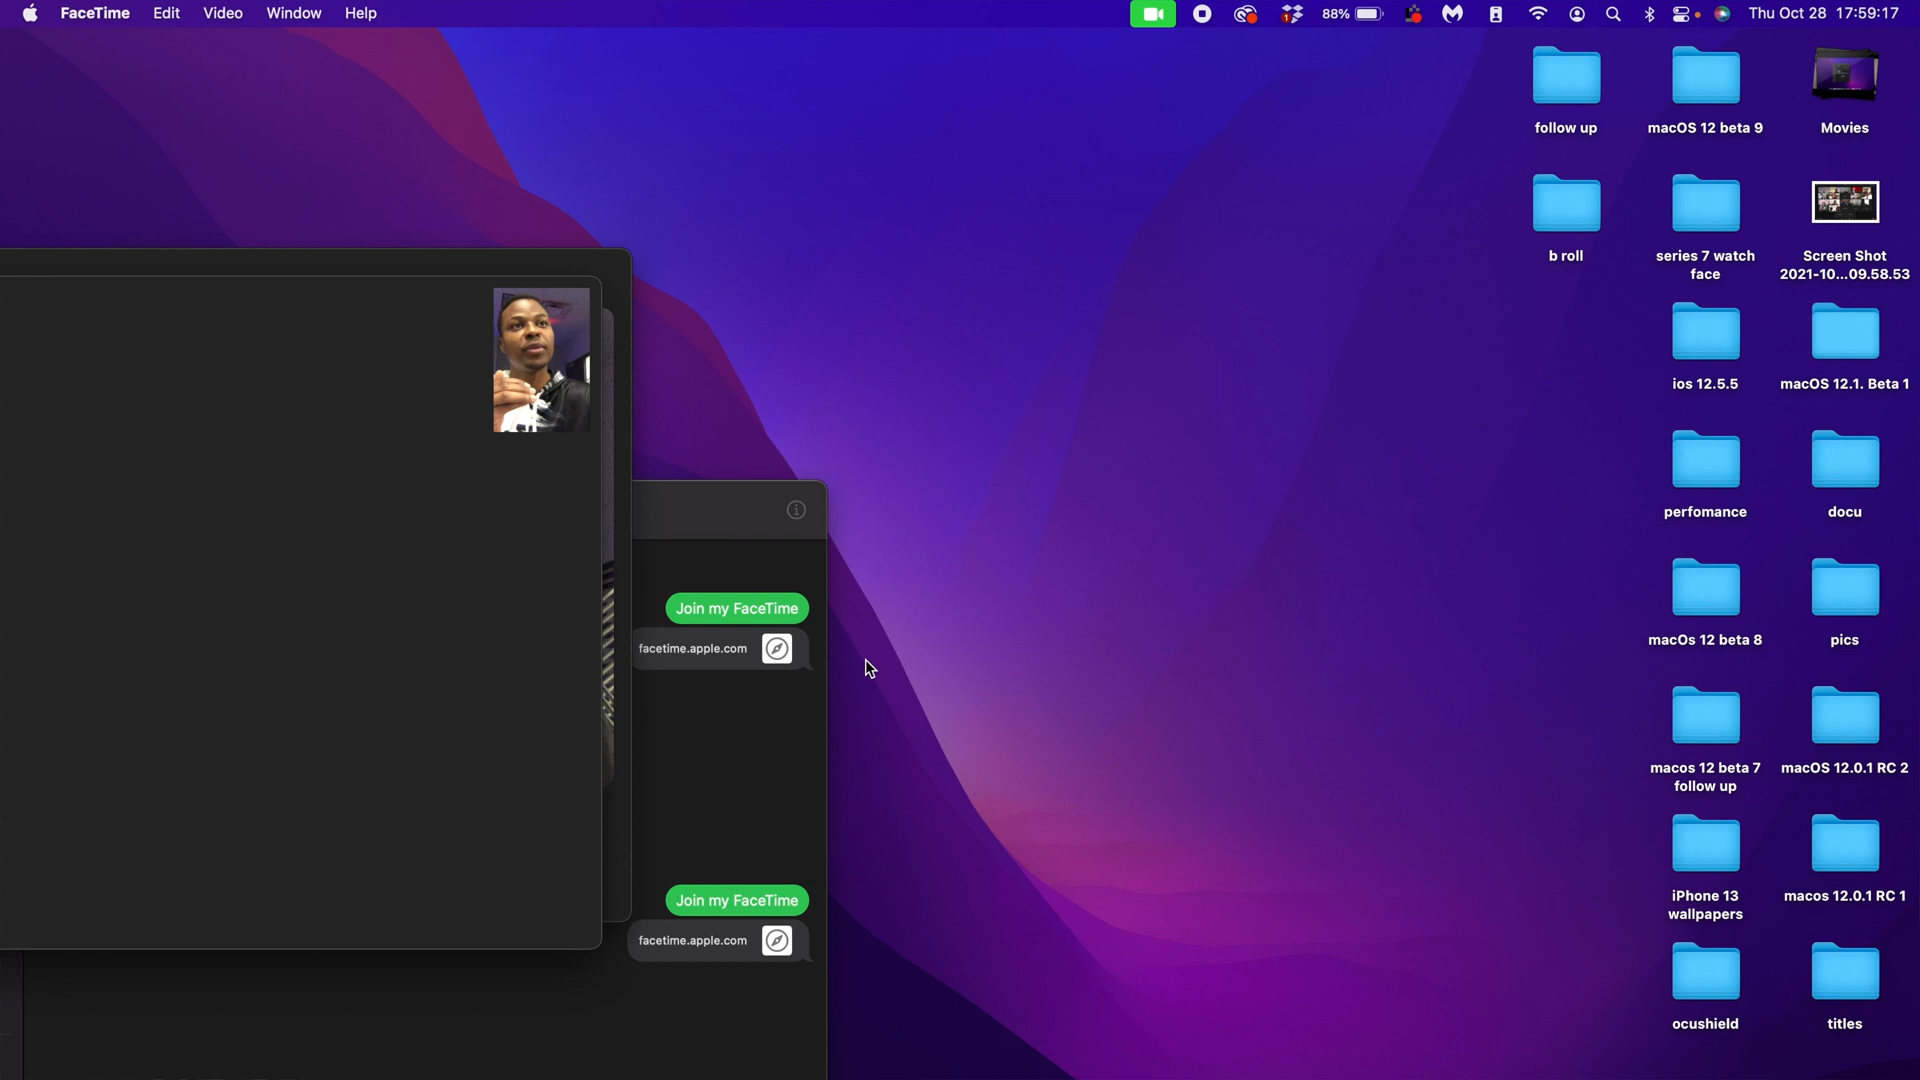 FaceTime Edit Video Window Help
1 88% Thu Oct 28 17:59:17
follow up
macOS 12 beta 9
Movies
b roll
series 7 watch
face
Screen Shot
2021-10...09.58.53
ios 12.5.5
macOS 12.1. Beta 1
perfomance
docu
macOs 12 beta 8
pics
macos 12 beta 7
follow up
macOS 12.0.1 RC 2
iPhone 13
wallpapers
macos 12.0.1 RC 1
ocushield
titles
Join my FaceTime
facetime.apple.com
Join my FaceTime
facetime.apple.com